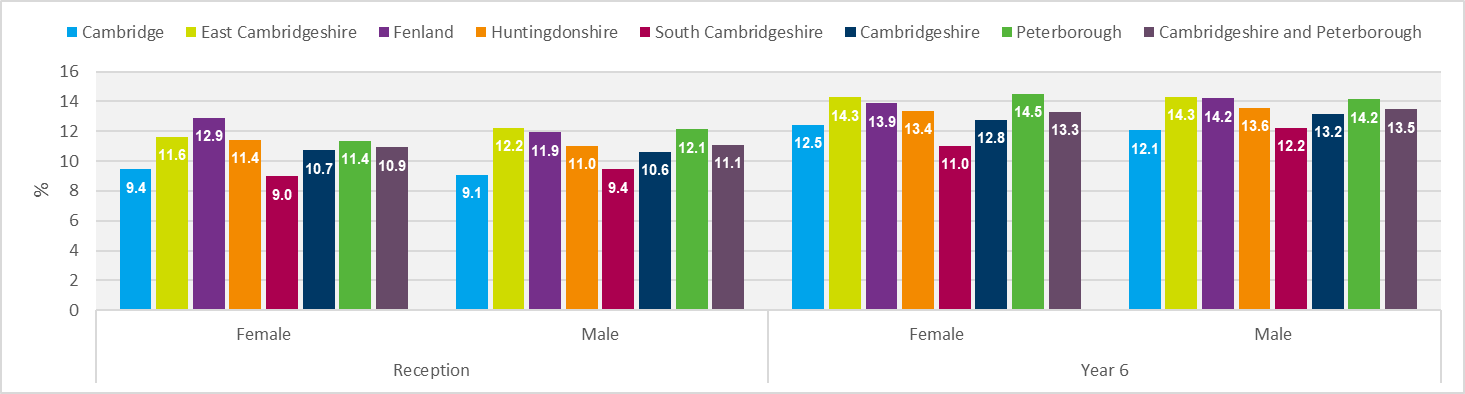 Cambridge East Cambridgeshire Fenland Huntingdonshire South Cambridgeshire Cambridgeshire Peterborough Cambridgeshire and Peterborough
%
16
14
12
10
8
6
4
2
0
9.4 11.6 12.9 11.4 9.0 10.7 11.4 10.9
9.1 12.2 11.9 11.0 9.4 10.6 12.1 11.1
12.5 14.3 13.9 13.4 11.0 12.8 14.5 13.3
12.1 14.3 14.2 13.6 12.2 13.2 14.2 13.5
Female Male Female Male
Reception Year 6